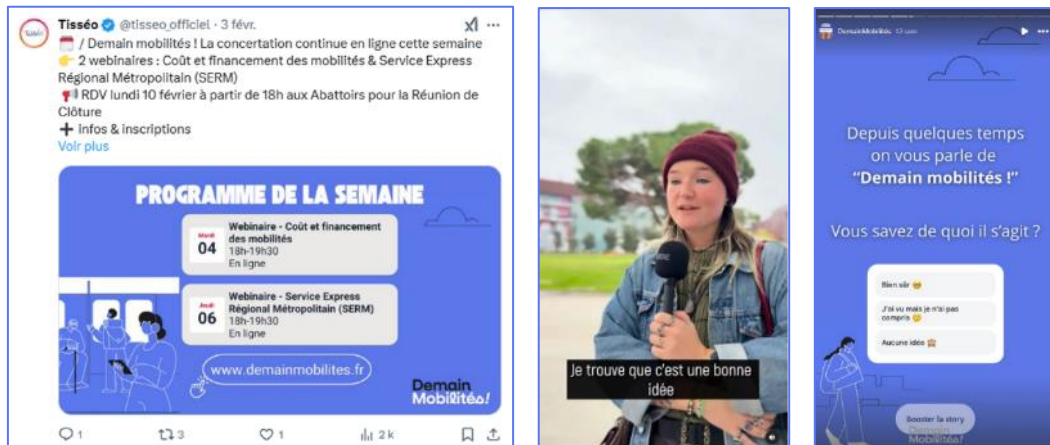 Tisséo @tisseo_officiel · 3 févr.
/ Demain mobilités ! La concertation continue en ligne cette semaine
2 webinaires : Coût et financement des mobilités & Service Express
Régional Métropolitain (SERM)
RDV lundi 10 février à partir de 18h aux Abattoirs pour la Réunion de
Clôture
+ infos & inscriptions
Voir plus
PROGRAMME DE LA SEMAINE
Mardi
04
Webinaire - Coût et financement
des mobilités
18h-19h30
En ligne
Jeudi
06
Webinaire - Service Express
Régional Métropolitain (SERM)
18h-19h30
En ligne
www.demainmobilites.fr
Demain
Mobilités!
1
3
1
2 k
Je trouve que c'est une bonne
idée
DemainMobilités
Depuis quelques temps
on vous parle de
“Demain mobilités !”
Vous savez de quoi il s'agit ?
Bien sûr
J'ai vu mais je n'ai pas
compris
Aucune idée
Booster la story
Demain
Mobilités!